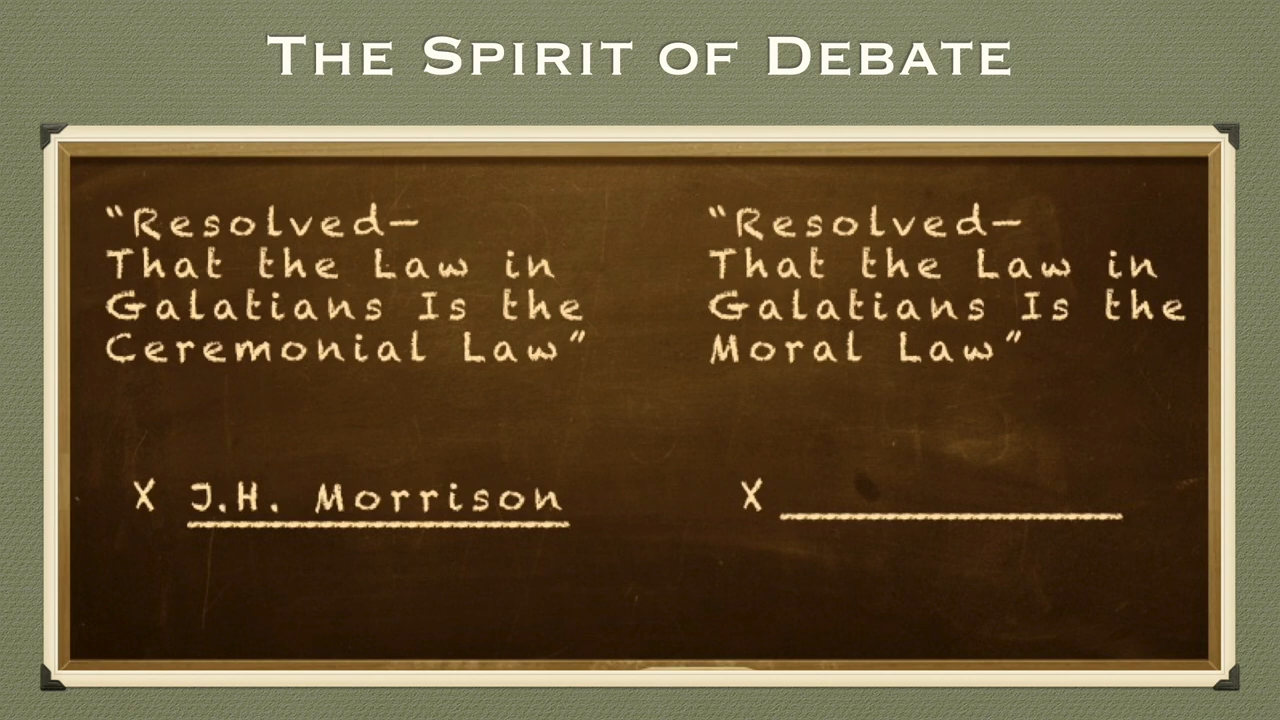 The Spirit of Debate
“Resolved—
That the Law in
Galatians Is the
Ceremonial Law”
X J.H. Morrison
“Resolved—
That the Law in
Galatians Is the
Moral Law”
X